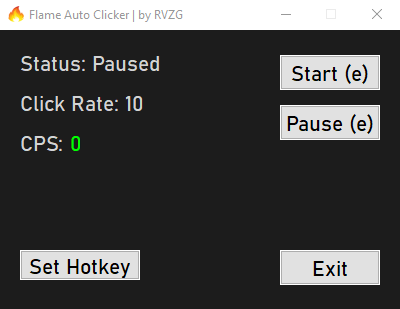 Flame Auto Clicker | by RVZG
Status: Paused
Start (e)
Click Rate: 10
Pause (e)
CPS: 0
Set Hotkey
Exit